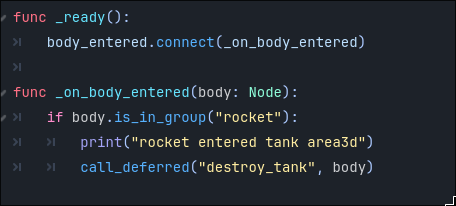 func _ready():
body_entered.connect(_on_body_entered)
func _on_body_entered(body: Node):
if body.is_in_group("rocket"):
print("rocket entered tank area3d")
call_deferred("destroy_tank", body)